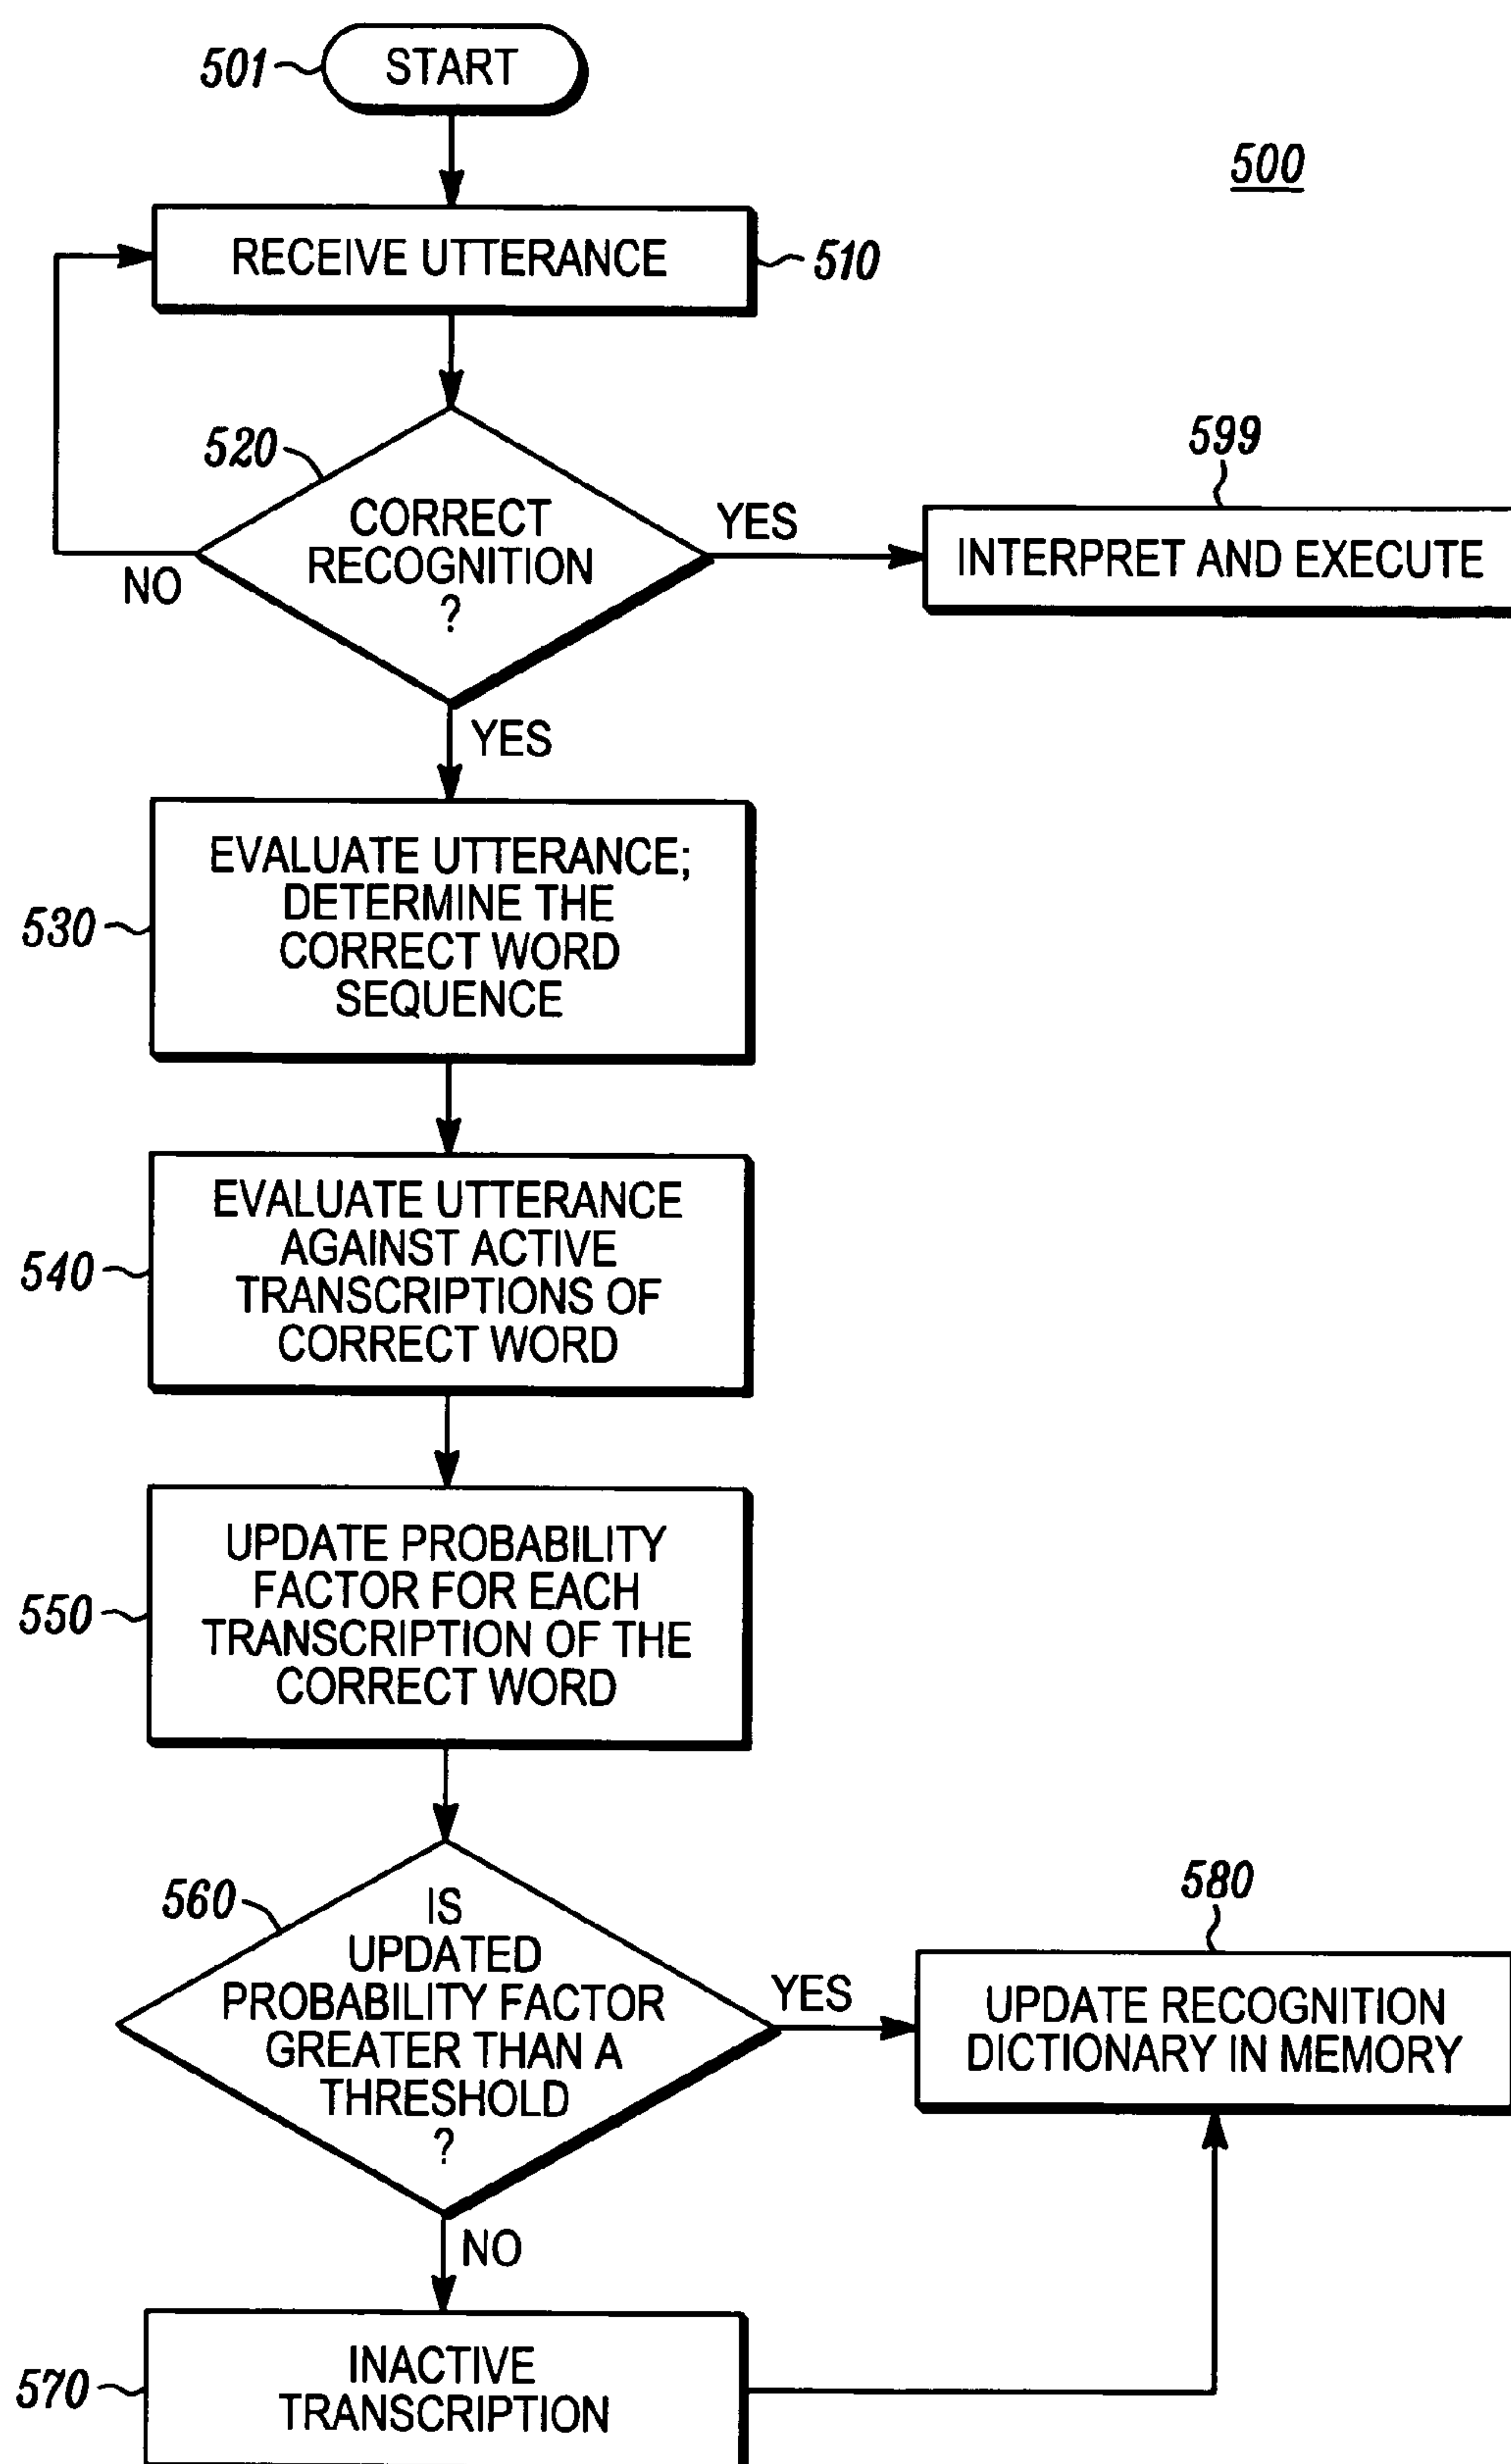 501
START
500
RECEIVE UTTERANCE
510
520
CORRECT
RECOGNITION
?
NO
YES
599
INTERPRET AND EXECUTE
YES
530
EVALUATE UTTERANCE;
DETERMINE THE
CORRECT WORD
SEQUENCE
540
EVALUATE UTTERANCE
AGAINST ACTIVE
TRANSCRIPTIONS OF
CORRECT WORD
550
UPDATE PROBABILITY
FACTOR FOR EACH
TRANSCRIPTION OF THE
CORRECT WORD
560
IS
UPDATED
PROBABILITY FACTOR
GREATER THAN A
THRESHOLD
?
YES
580
UPDATE RECOGNITION
DICTIONARY IN MEMORY
NO
570
INACTIVE
TRANSCRIPTION